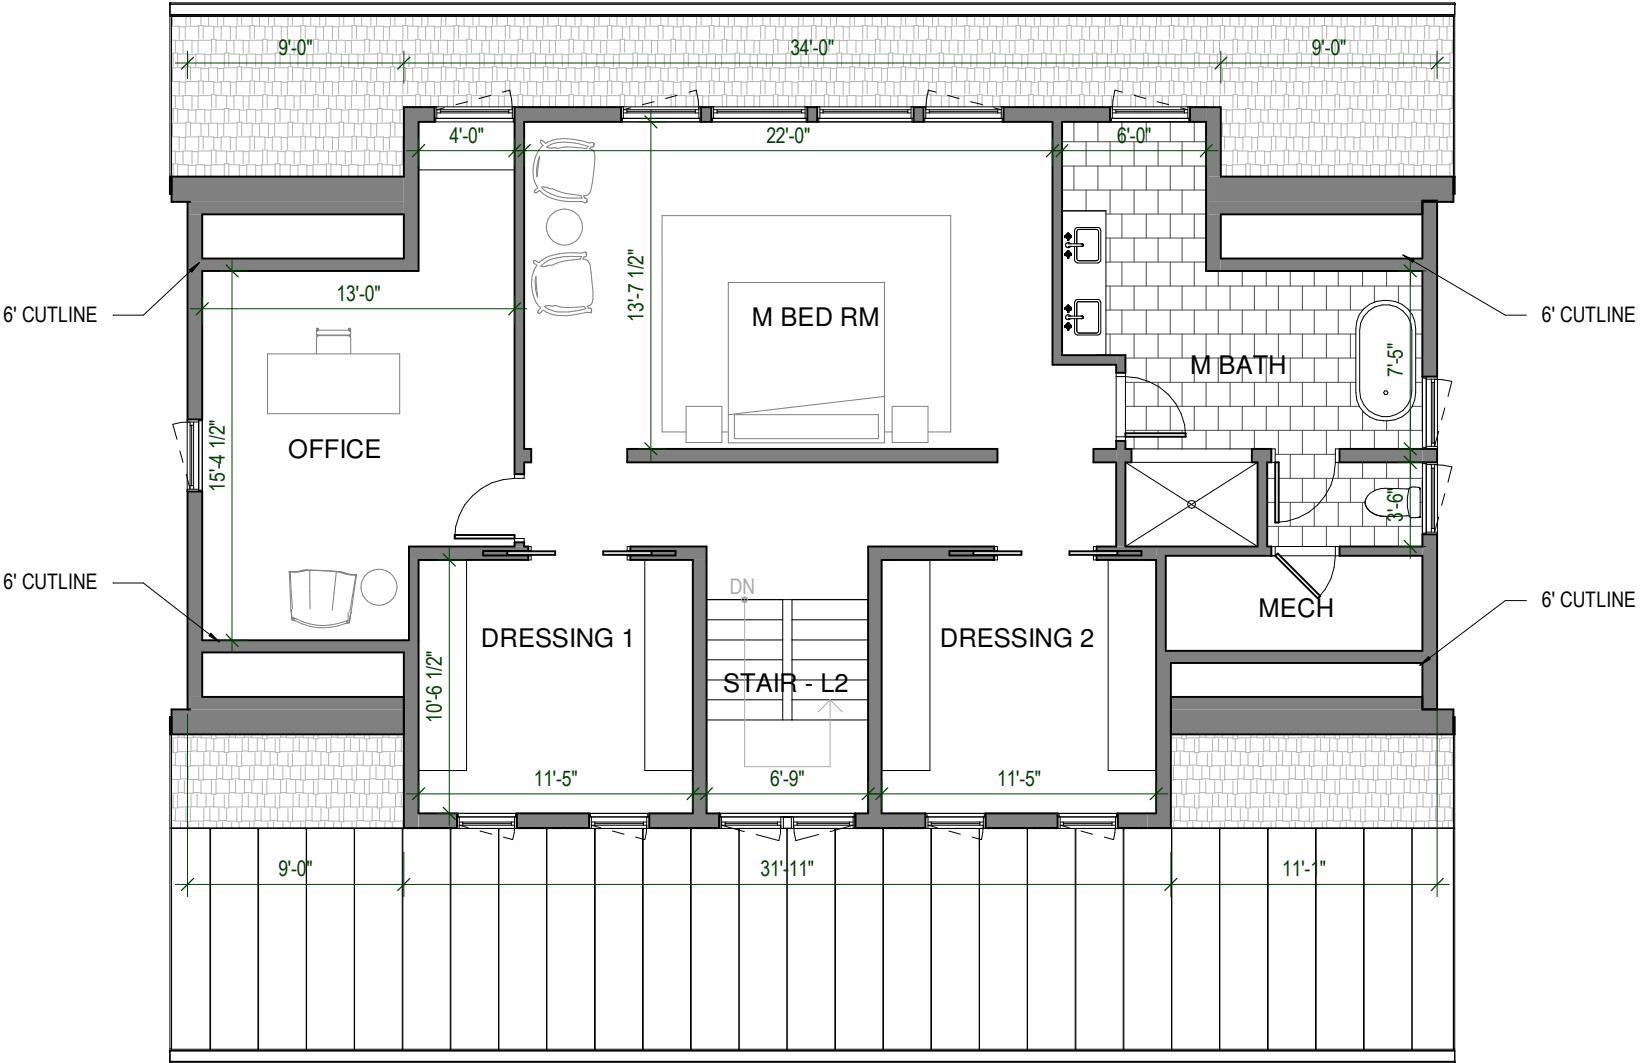 9'-0" 34'-0" 9'-0"
4'-0" 22'-0" 6'-0"
13'-7 1/2"
13'-0"
6' CUTLINE
M BED RM
6' CUTLINE
M BATH
7'-5"
OFFICE
15'-4 1/2"
3'-6"
6' CUTLINE
DN
MECH
6' CUTLINE
DRESSING 1
DRESSING 2
10'-6 1/2"
STAIR - L2
11'-5" 6'-9" 11'-5"
9'-0" 31'-11" 11'-1"